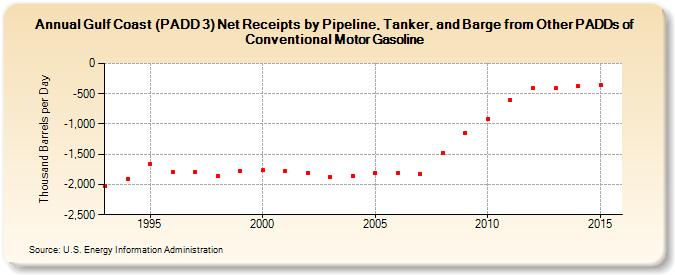 Annual Gulf Coast (PADD 3) Net Receipts by Pipeline, Tanker, and Barge from Other PADDs of
Conventional Motor Gasoline
Thousand Barrels per Day
0
-500
-1,000
-1,500
-2,000
-2,500
1995
2000
2005
2010
2015
Source: U.S. Energy Information Administration